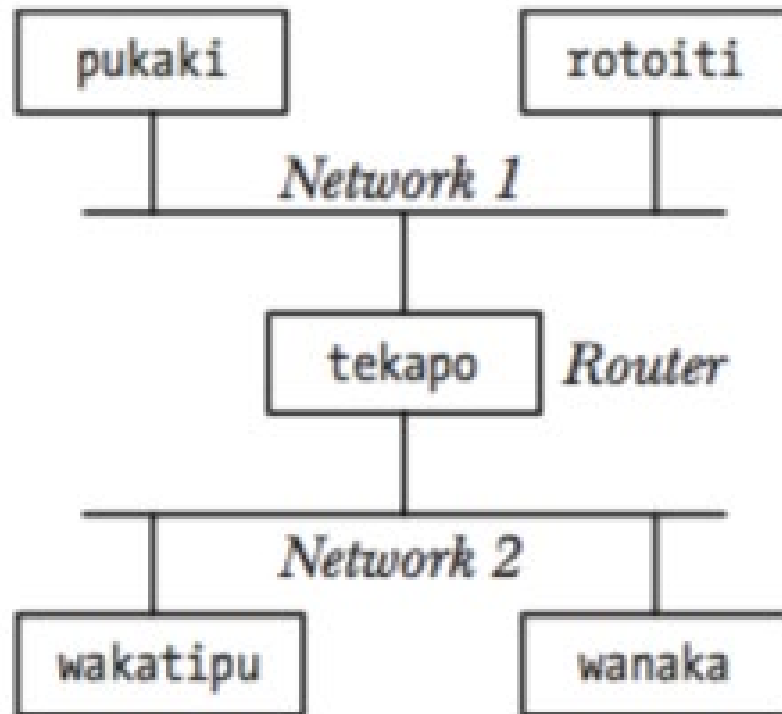 pukaki
rotoiti
Network 1
tekapo
Router
Network 2
wakatipu
wanaka